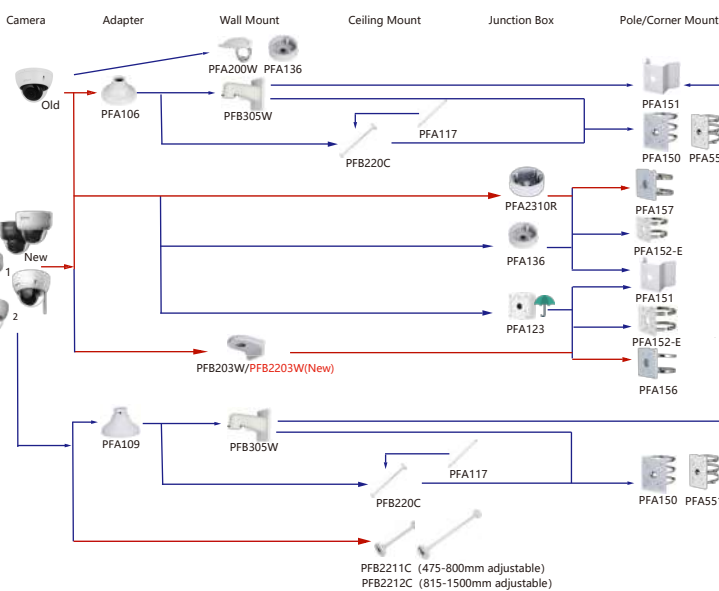 Camera Adapter Wall Mount Ceiling Mount Junction Box Pole/Corner Mount
PFA200W PFA136
Old
PFA106
PFB305W
PFA151
PFA117
PFB220C
PFA150 PFA55
PFA2310R
PFA157
New
1
PFA136
PFA152-E
PFA151
2
PFA123
PFA152-E
PFB203W/PFB2203W(New)
PFA156
PFA109
PFB305W
PFA117
PFB220C
PFA150 PFA551
PFB2211C (475-800mm adjustable)
PFB2212C (815-1500mm adjustable)